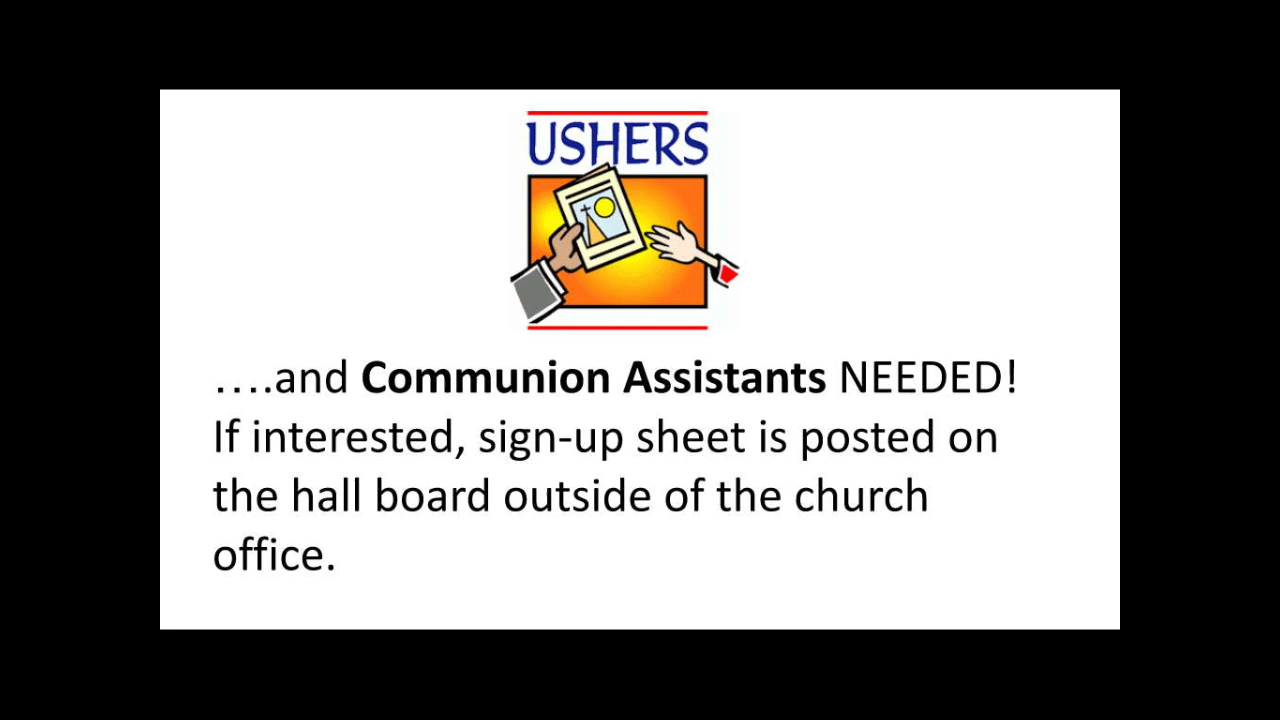 USHERS
….and Communion Assistants NEEDED!
If interested, sign-up sheet is posted on
the hall board outside of the church
office.